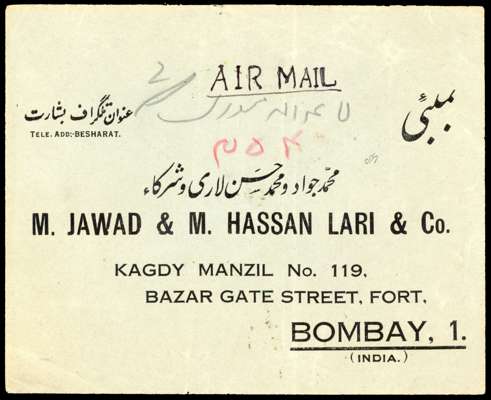 AIR MAIL
عنوان تلگراف بشارت
TELE. ADD:-BESHARAT.
بمبئی
محمد جواد و محمد حسن لاری و شرکاء
M. JAWAD & M. HASSAN LARI & Co.
KAGDY MANZIL No. 119,
BAZAR GATE STREET, FORT,
BOMBAY, 1.
(INDIA.)